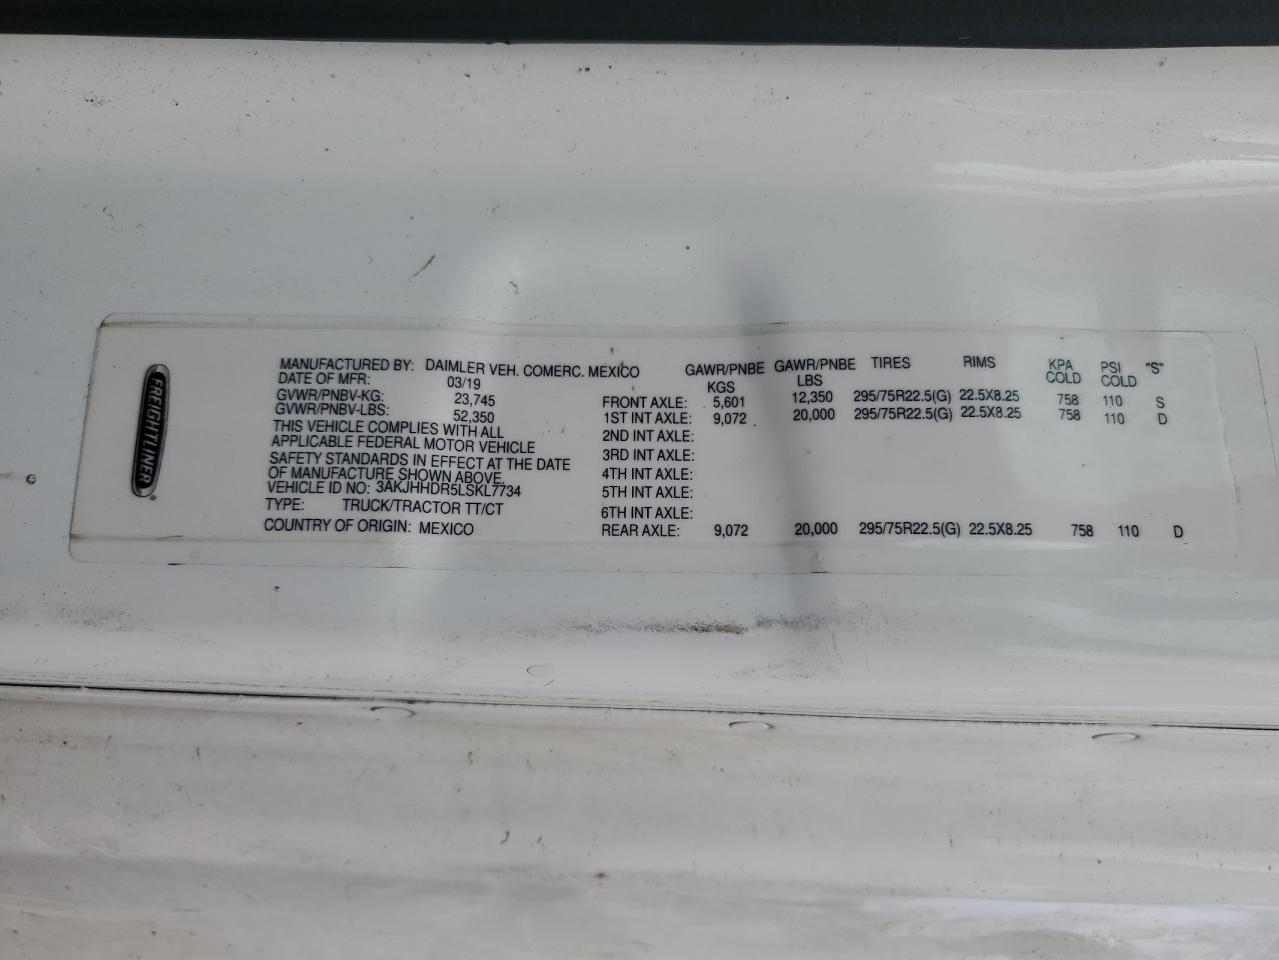 FREIGHTLINER
MANUFACTURED BY: DAIMLER VEH. COMERC. MEXICO
DATE OF MFR: 03/19
GVWR/PNBV-KG: 23,745
GVWR/PNBV-LBS: 52,350
THIS VEHICLE COMPLIES WITH ALL
APPLICABLE FEDERAL MOTOR VEHICLE
SAFETY STANDARDS IN EFFECT AT THE DATE
OF MANUFACTURE SHOWN ABOVE.
VEHICLE ID NO: 3AKJHHDR5LSKL7734
TYPE: TRUCK/TRACTOR TT/CT
COUNTRY OF ORIGIN: MEXICO
GAWR/PNBE GAWR/PNBE TIRES RIMS KPA PSI "S"
KGS LBS COLD COLD
FRONT AXLE: 5,601 12,350 295/75R22.5(G) 22.5X8.25 758 110 S
1ST INT AXLE: 9,072 20,000 295/75R22.5(G) 22.5X8.25 758 110 D
2ND INT AXLE:
3RD INT AXLE:
4TH INT AXLE:
5TH INT AXLE:
6TH INT AXLE:
REAR AXLE: 9,072 20,000 295/75R22.5(G) 22.5X8.25 758 110 D